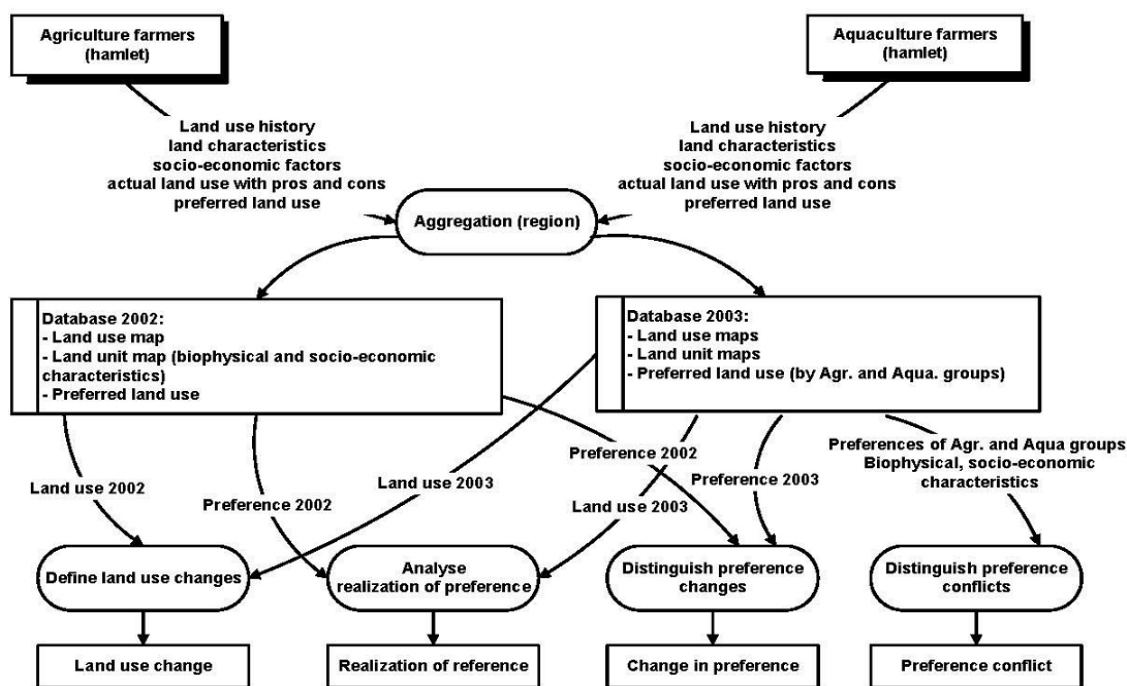 Agriculture farmers
(hamlet)
Aquaculture farmers
(hamlet)
Land use history
land characteristics
socio-economic factors
actual land use with pros and cons
preferred land use
Land use history
land characteristics
socio-economic factors
actual land use with pros and cons
preferred land use
Aggregation (region)
Database 2002:
- Land use map
- Land unit map (biophysical and socio-economic
characteristics)
- Preferred land use
Database 2003:
- Land use maps
- Land unit maps
- Preferred land use (by Agr. and Aqua. groups)
Land use 2002
Preference 2002
Land use 2003
Preference 2002
Land use 2003
Preference 2003
Preferences of Agr. and Aqua groups
Biophysical, socio-economic
characteristics
Define land use changes
Analyse
realization of preference
Distinguish preference
changes
Distinguish preference
conflicts
Land use change
Realization of reference
Change in preference
Preference conflict